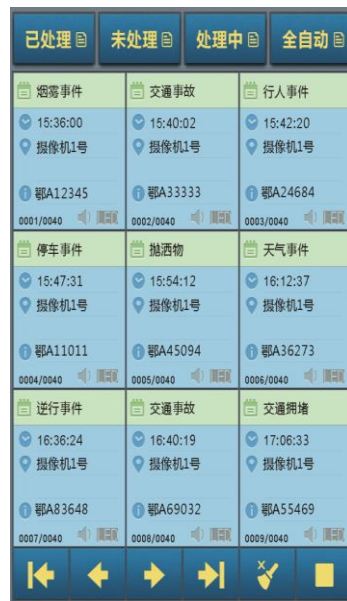 已处理 未处理 处理中 全自动
烟雾事件 交通事故 行人事件
15:36:00 15:40:02 15:42:20
摄像机1号 摄像机1号 摄像机1号
鄂A12345 鄂A33333 鄂A24684
0001/0040 LED 0002/0040 LED 0003/0040 LED
停车事件 抛洒物 天气事件
15:47:31 15:54:12 16:12:37
摄像机1号 摄像机1号 摄像机1号
鄂A11011 鄂A45094 鄂A36273
0004/0040 LED 0005/0040 LED 0006/0040 LED
逆行事件 交通事故 交通拥堵
16:36:24 16:40:19 17:06:33
摄像机1号 摄像机1号 摄像机1号
鄂A83648 鄂A69032 鄂A55469
0007/0040 LED 0008/0040 LED 0009/0040 LED